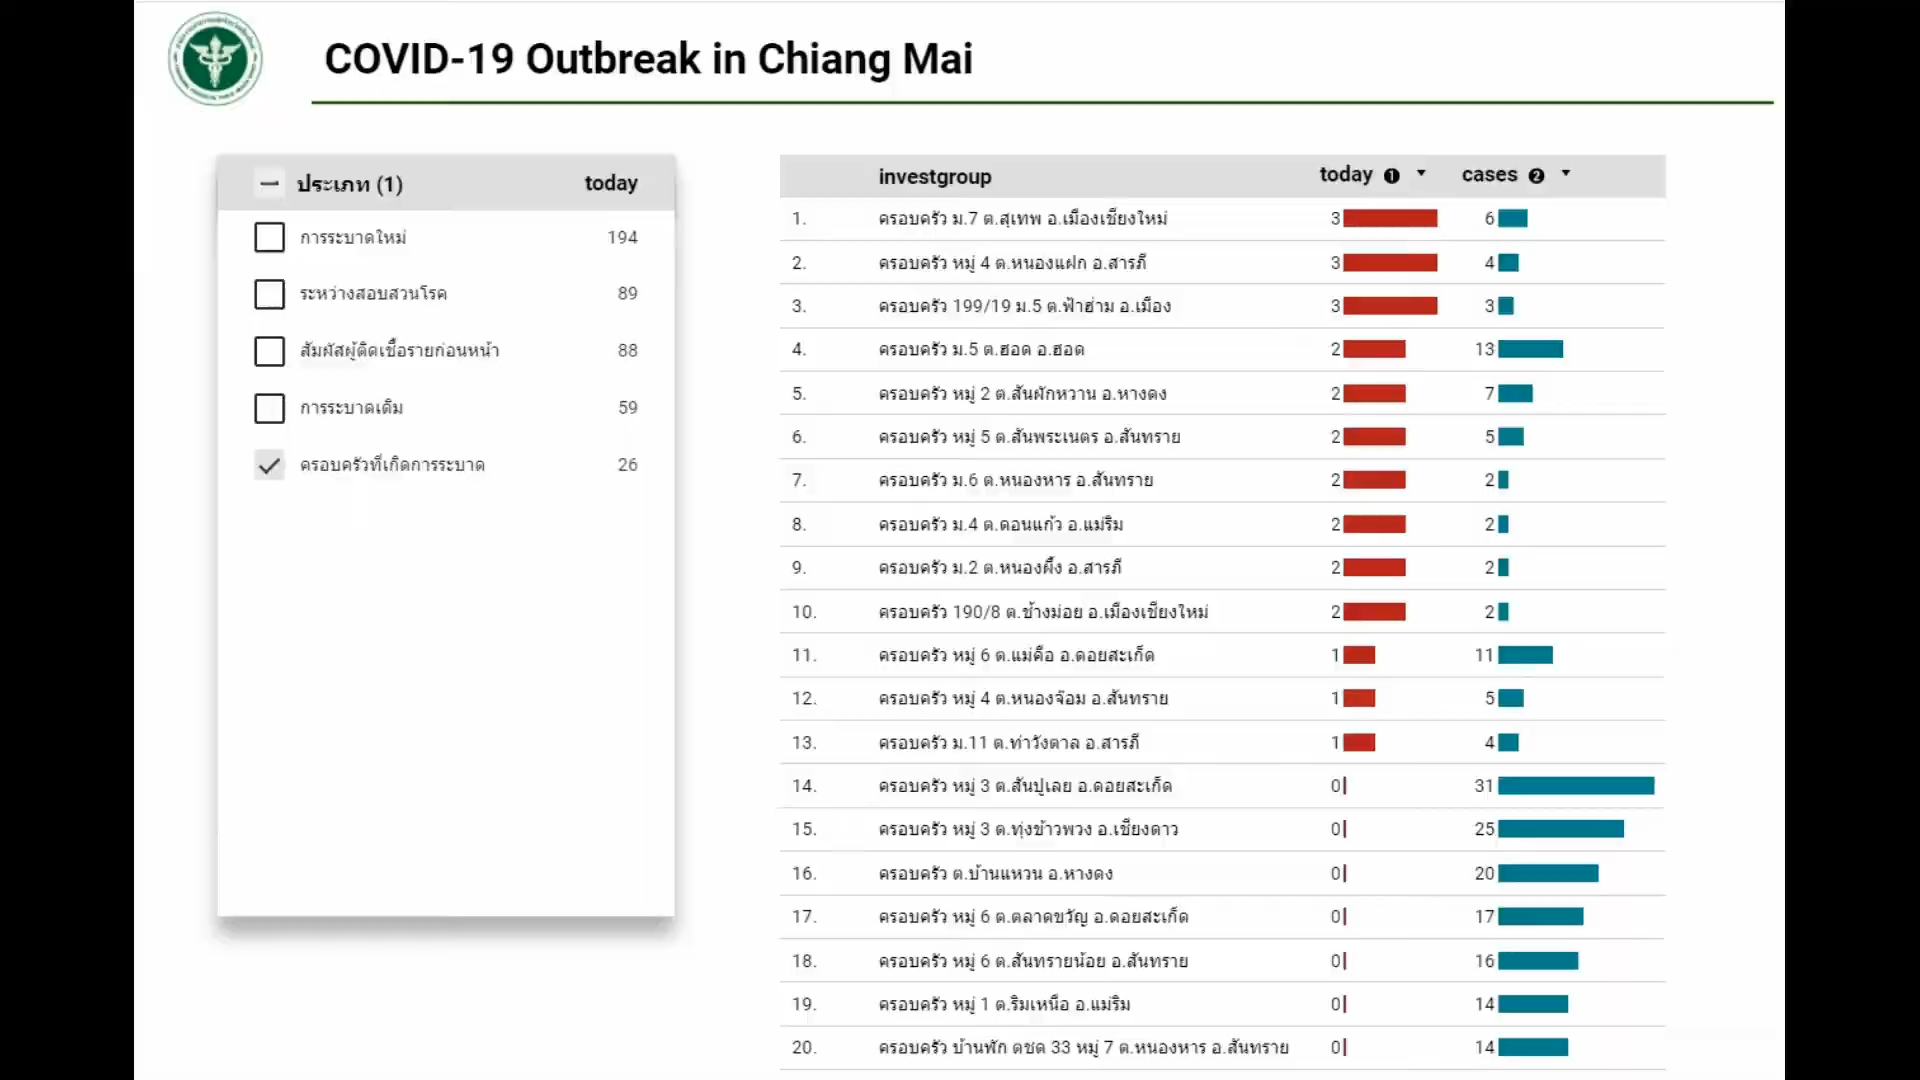 COVID-19 Outbreak in Chiang Mai
ประเภท (1) today
การระบาดใหม่ 194
ระหว่างสอบสวนโรค 89
สัมผัสผู้ติดเชื้อรายก่อนหน้า 88
การระบาดเดิม 59
ครอบครัวที่เกิดการระบาด 26
investgroup today 1 cases 2
1. ครอบครัว ม.7 ต.สุเทพ อ.เมืองเชียงใหม่ 3 6
2. ครอบครัว หมู่ 4 ต.หนองแฝก อ.สารภี 3 4
3. ครอบครัว 199/19 ม.5 ต.ฟ้าฮ่าม อ.เมือง 3 3
4. ครอบครัว ม.5 ต.ฮอด อ.ฮอด 2 13
5. ครอบครัว หมู่ 2 ต.สันผักหวาน อ.หางดง 2 7
6. ครอบครัว หมู่ 5 ต.สันพระเนตร อ.สันทราย 2 5
7. ครอบครัว ม.6 ต.หนองหาร อ.สันทราย 2 2
8. ครอบครัว ม.4 ต.ดอนแก้ว อ.แม่ริม 2 2
9. ครอบครัว ม.2 ต.หนองผึ้ง อ.สารภี 2 2
10. ครอบครัว 190/8 ต.ช้างม่อย อ.เมืองเชียงใหม่ 2 2
11. ครอบครัว หมู่ 6 ต.แม่คือ อ.ดอยสะเก็ด 1 11
12. ครอบครัว หมู่ 4 ต.หนองจ๊อม อ.สันทราย 1 5
13. ครอบครัว ม.11 ต.ท่าวังตาล อ.สารภี 1 4
14. ครอบครัว หมู่ 3 ต.สันปูเลย อ.ดอยสะเก็ด 0 31
15. ครอบครัว หมู่ 3 ต.ทุ่งข้าวพวง อ.เชียงดาว 0 25
16. ครอบครัว ต.บ้านแหวน อ.หางดง 0 20
17. ครอบครัว หมู่ 6 ต.ตลาดขวัญ อ.ดอยสะเก็ด 0 17
18. ครอบครัว หมู่ 6 ต.สันทรายน้อย อ.สันทราย 0 16
19. ครอบครัว หมู่ 1 ต.ริมเหนือ อ.แม่ริม 0 14
20. ครอบครัว บ้านพัก ตชด 33 หมู่ 7 ต.หนองหาร อ.สันทราย 0 14